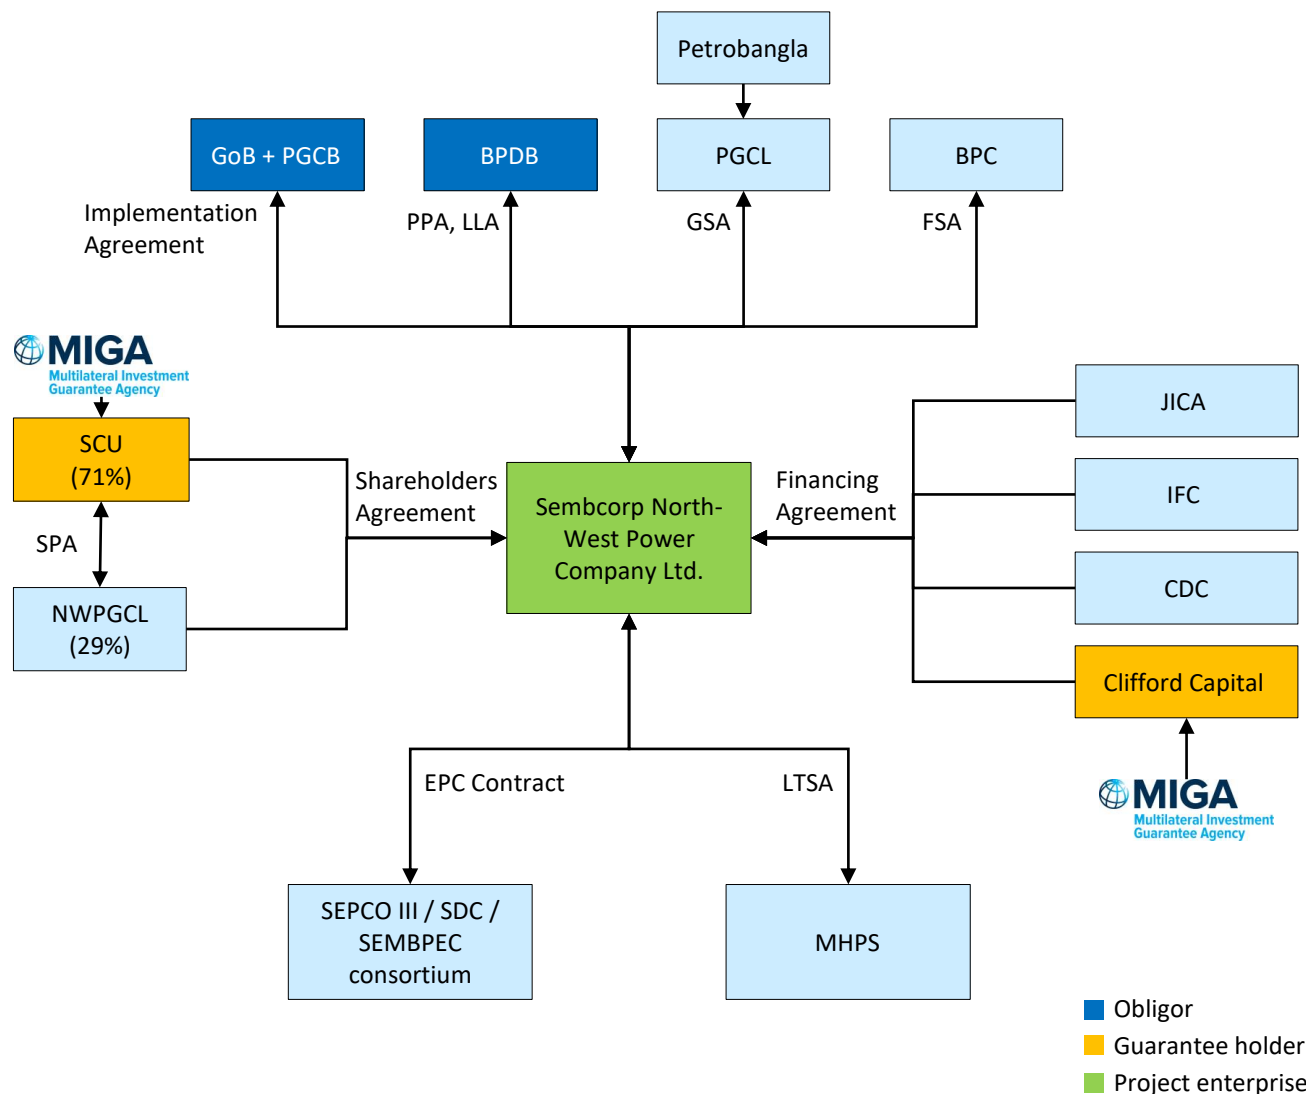 Petrobangla
GoB + PGCB
BPDB
PGCL
BPC
Implementation
Agreement
PPA, LLA
GSA
FSA
MIGA
Multilateral Investment
Guarantee Agency
SCU
(71%)
SPA
NWPGCL
(29%)
Shareholders
Agreement
Sembcorp North-
West Power
Company Ltd.
Financing
Agreement
JICA
IFC
CDC
Clifford Capital
MIGA
Multilateral Investment
Guarantee Agency
EPC Contract
LTSA
SEPCO III / SDC /
SEMBPEC
consortium
MHPS
Obligor
Guarantee holder
Project enterprise